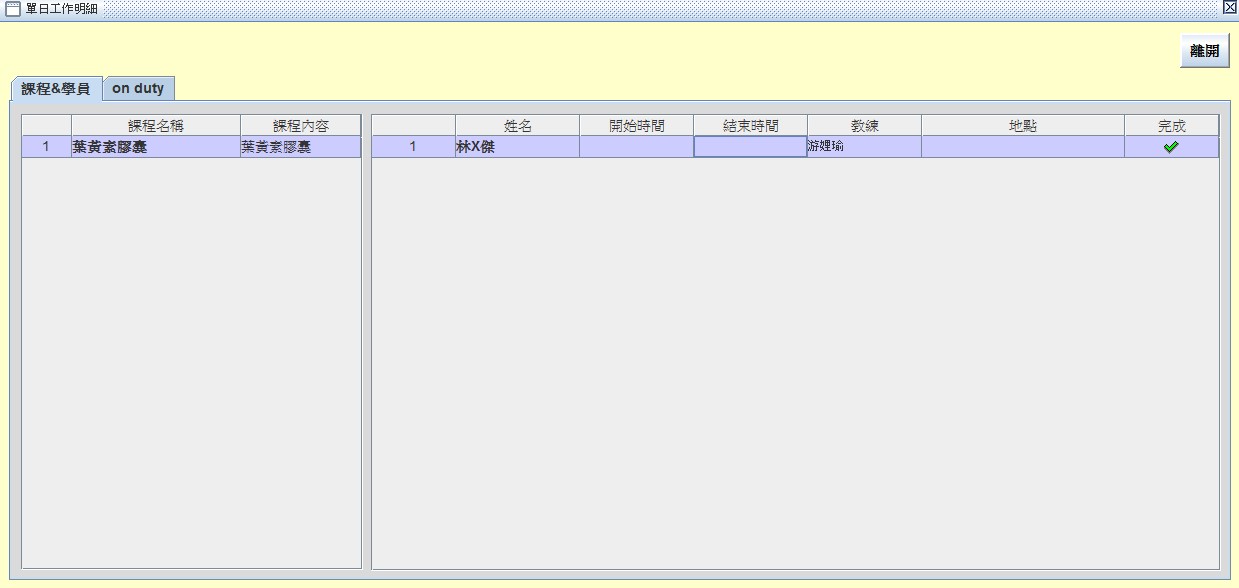 單日工作明細
離開
課程&學員 on duty
課程名稱 課程內容 姓名 開始時間 結束時間 教練 地點 完成
1 葉黃素膠囊 葉黃素膠囊 1 林X傑 游娌瑜